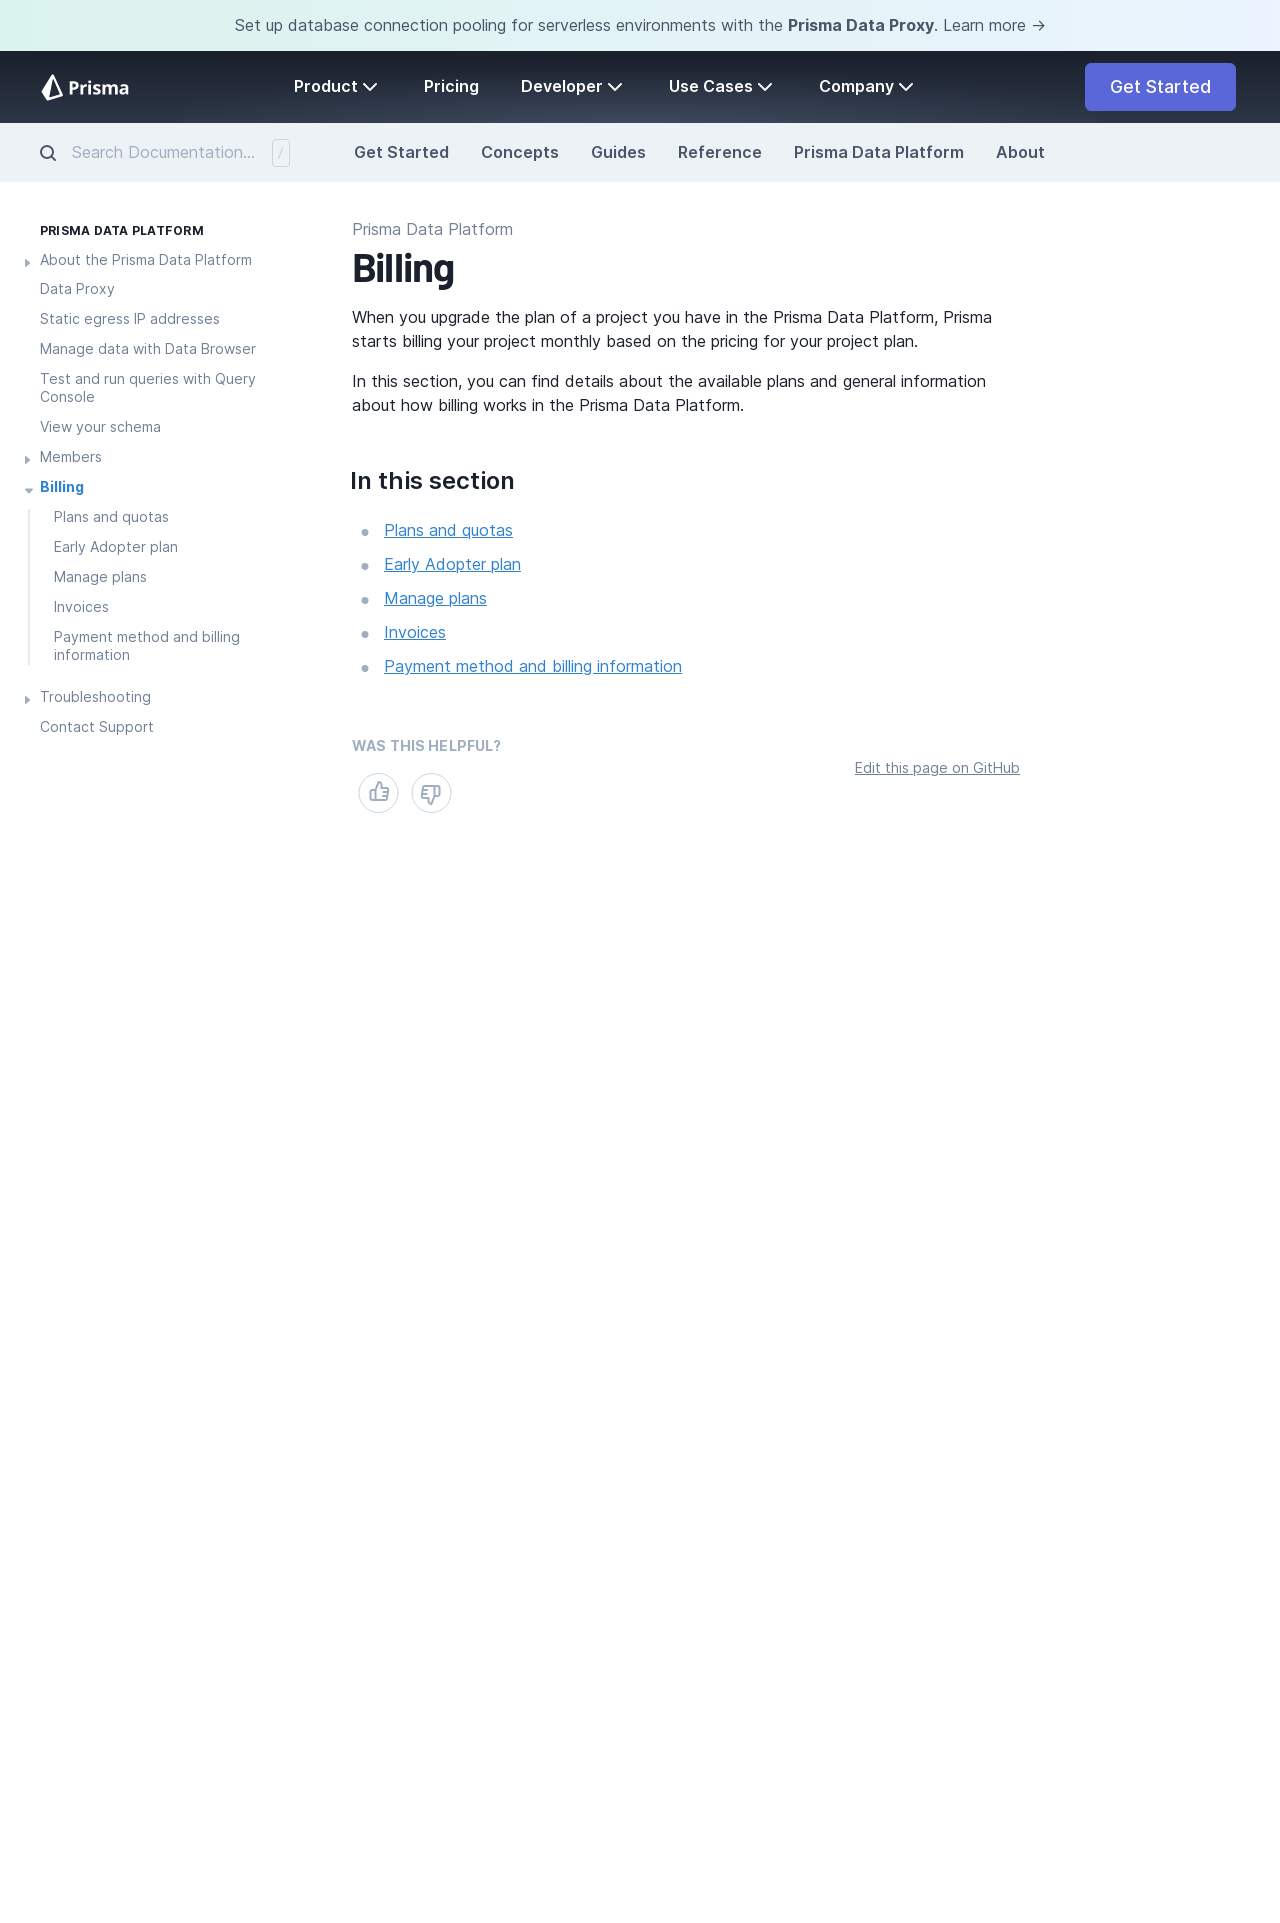 Set up database connection pooling for serverless environments with the Prisma Data Proxy. Learn more →
Prisma
Product
Pricing
Developer
Use Cases
Company
Get Started
Search Documentation...
/
Get Started
Concepts
Guides
Reference
Prisma Data Platform
About
PRISMA DATA PLATFORM
About the Prisma Data Platform
Data Proxy
Static egress IP addresses
Manage data with Data Browser
Test and run queries with Query
Console
View your schema
Members
Billing
Plans and quotas
Early Adopter plan
Manage plans
Invoices
Payment method and billing
information
Troubleshooting
Contact Support
Prisma Data Platform
Billing
When you upgrade the plan of a project you have in the Prisma Data Platform, Prisma
starts billing your project monthly based on the pricing for your project plan.
In this section, you can find details about the available plans and general information
about how billing works in the Prisma Data Platform.
In this section
Plans and quotas
Early Adopter plan
Manage plans
Invoices
Payment method and billing information
WAS THIS HELPFUL?
Edit this page on GitHub